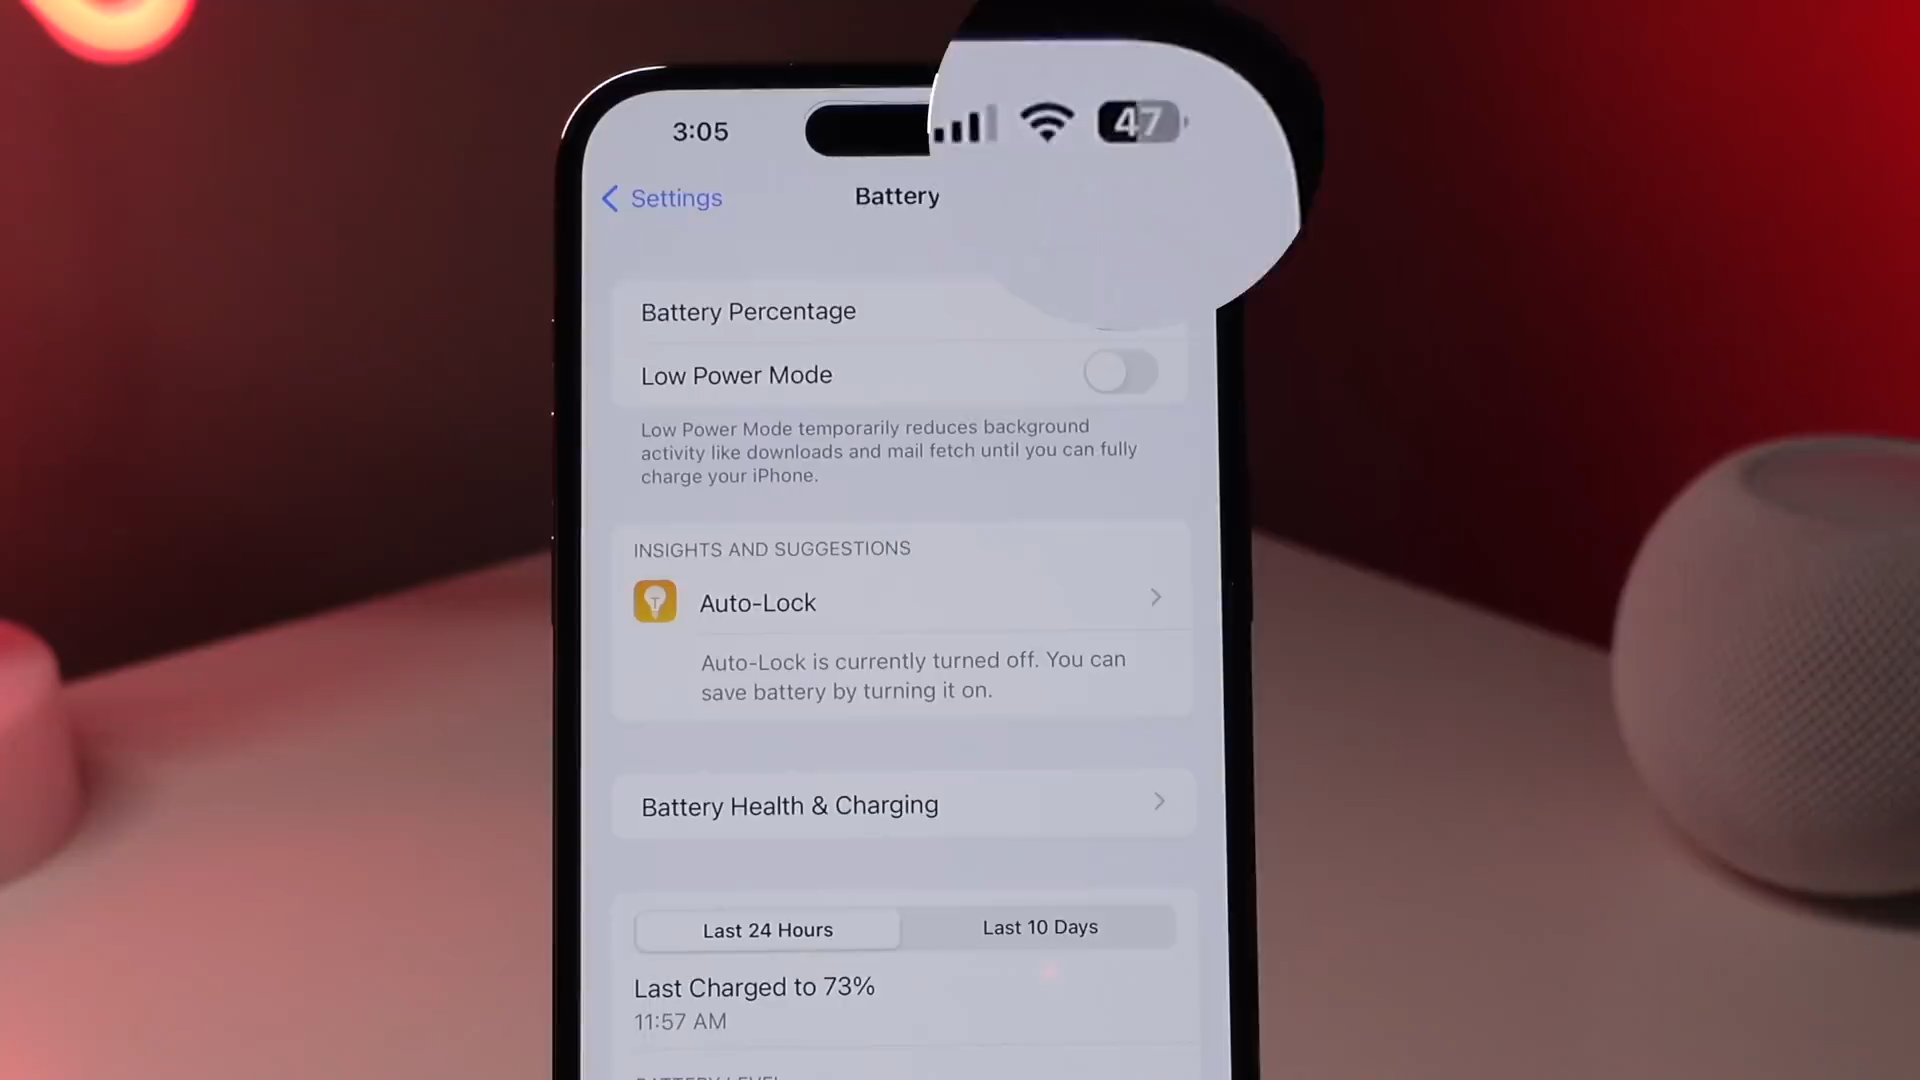 3:05
47
Settings
Battery
Battery Percentage
Low Power Mode
Low Power Mode temporarily reduces background
activity like downloads and mail fetch until you can fully
charge your iPhone.
INSIGHTS AND SUGGESTIONS
Auto-Lock
Auto-Lock is currently turned off. You can
save battery by turning it on.
Battery Health & Charging
Last 24 Hours
Last 10 Days
Last Charged to 73%
11:57 AM
BATTERY LEVEL